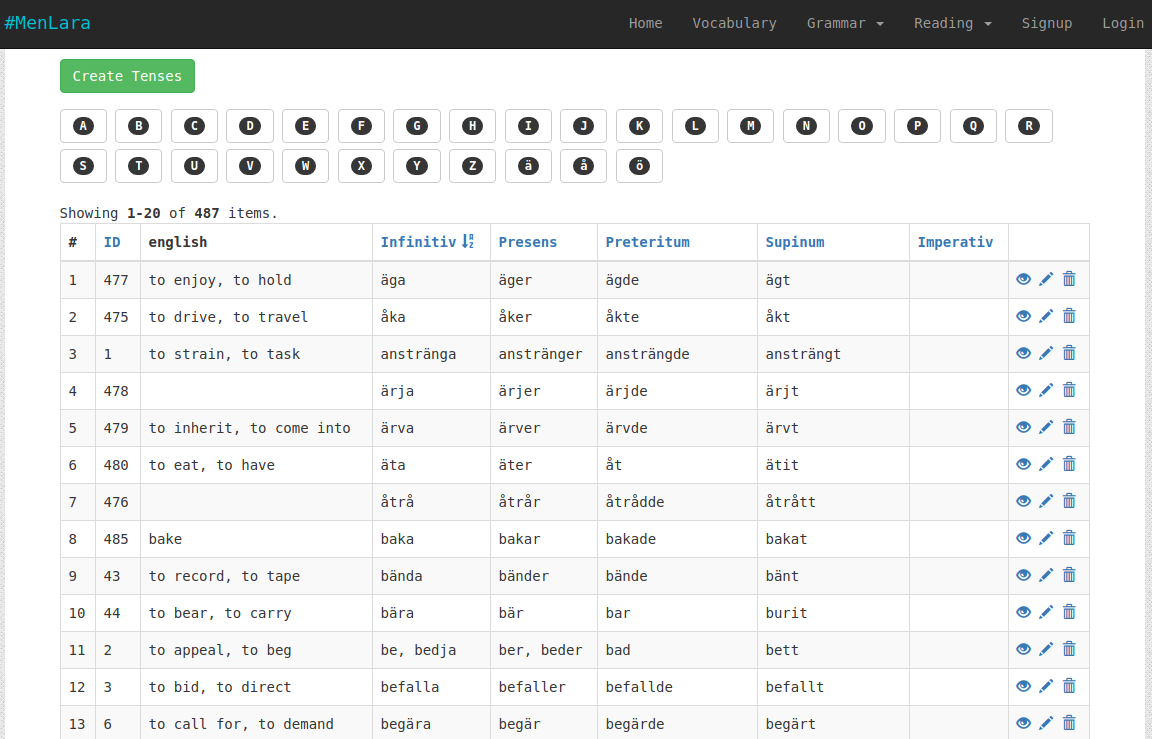 #MenLara Home Vocabulary Grammar Reading Signup Login
Create Tenses
A B C D E F G H I J K L M N O P Q R
S T U V W X Y Z ä å ö
Showing 1-20 of 487 items.
# ID english Infinitiv Presens Preteritum Supinum Imperativ
1 477 to enjoy, to hold äga äger ägde ägt
2 475 to drive, to travel åka åker åkte åkt
3 1 to strain, to task anstränga anstränger ansträngde ansträngt
4 478 ärja ärjer ärjde ärjt
5 479 to inherit, to come into ärva ärver ärvde ärvt
6 480 to eat, to have äta äter åt ätit
7 476 åtrå åtrår åtrådde åtrått
8 485 bake baka bakar bakade bakat
9 43 to record, to tape bända bänder bände bänt
10 44 to bear, to carry bära bär bar burit
11 2 to appeal, to beg be, bedja ber, beder bad bett
12 3 to bid, to direct befalla befaller befallde befallt
13 6 to call for, to demand begära begär begärde begärt